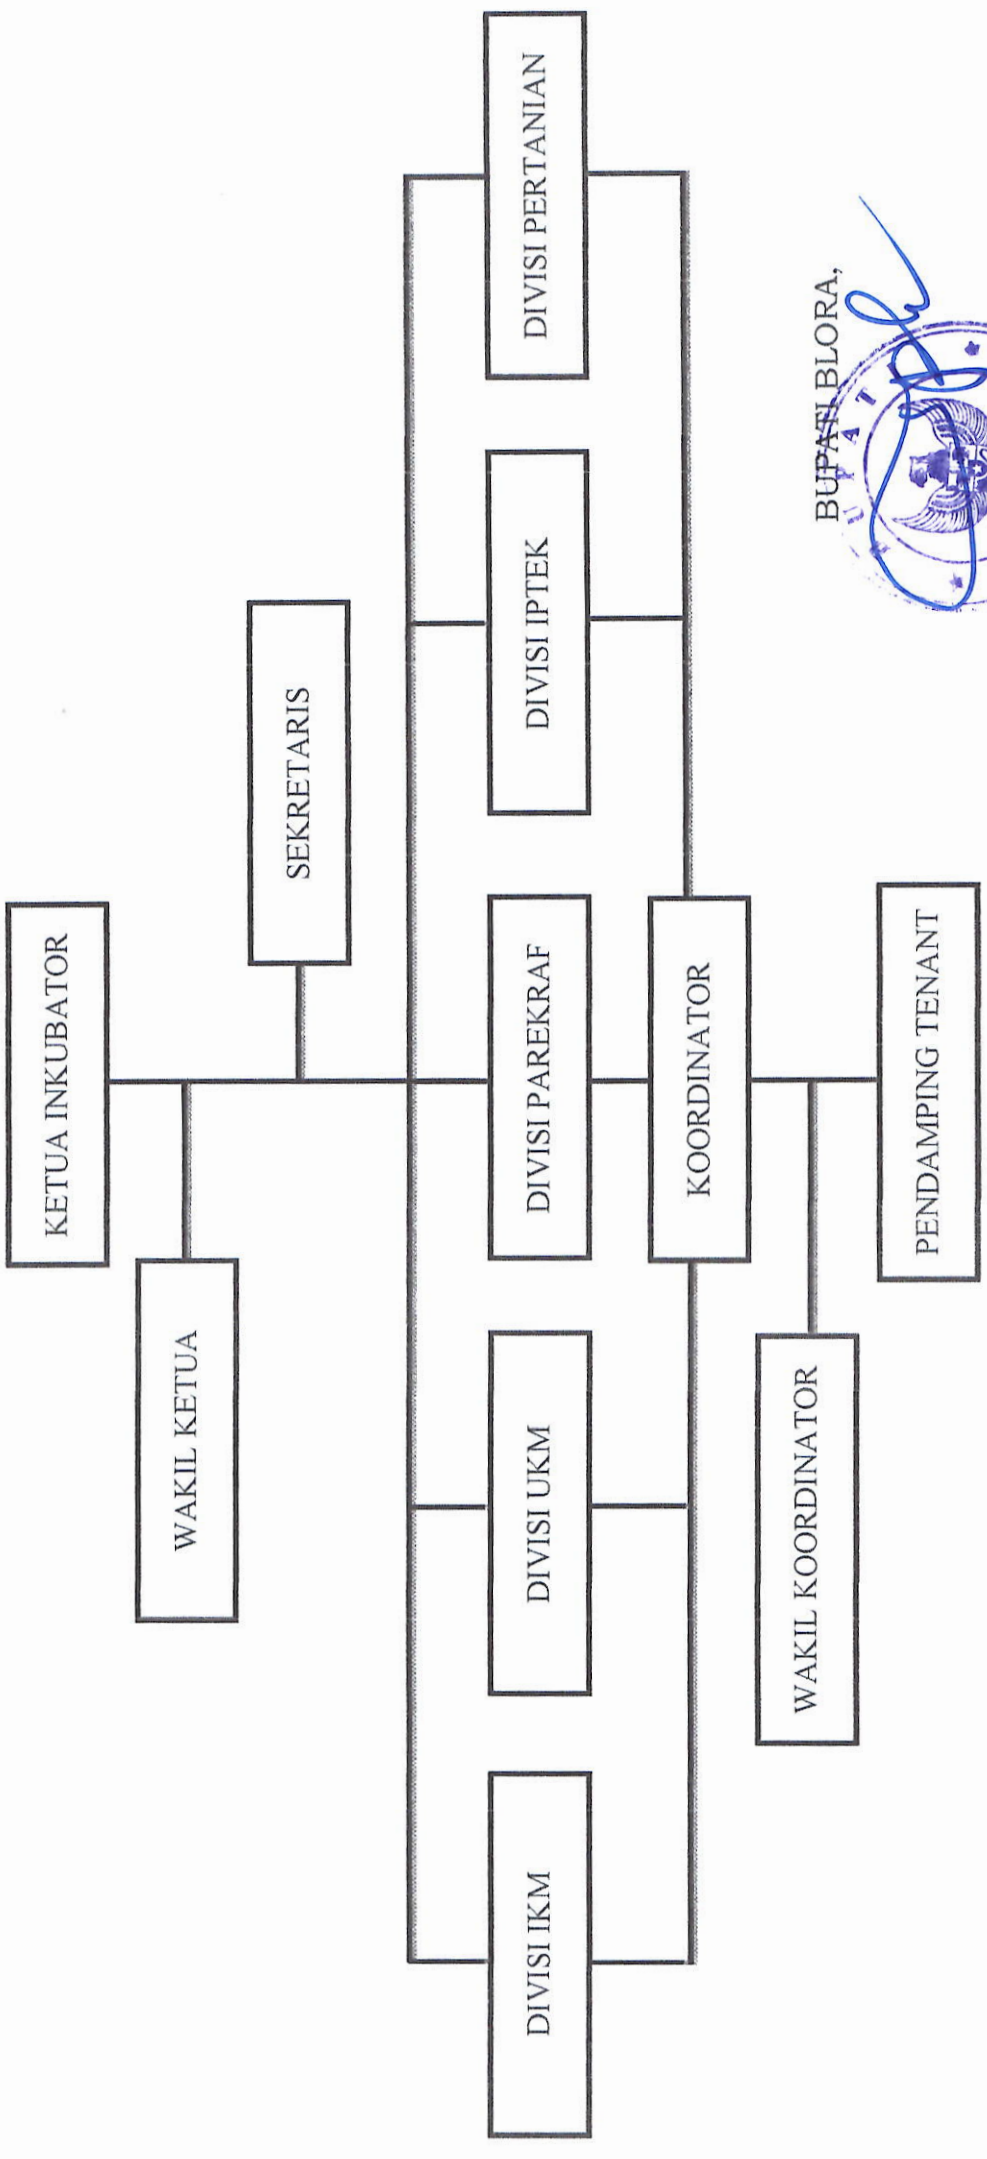 KETUA INKUBATOR
WAKIL KETUA
SEKRETARIS
DIVISI IKM
DIVISI UKM
DIVISI PAREKRAF
DIVISI IPTEK
DIVISI PERTANIAN
KOORDINATOR
WAKIL KOORDINATOR
PENDAMPING TENANT
BUPATI BLORA,
UPAT